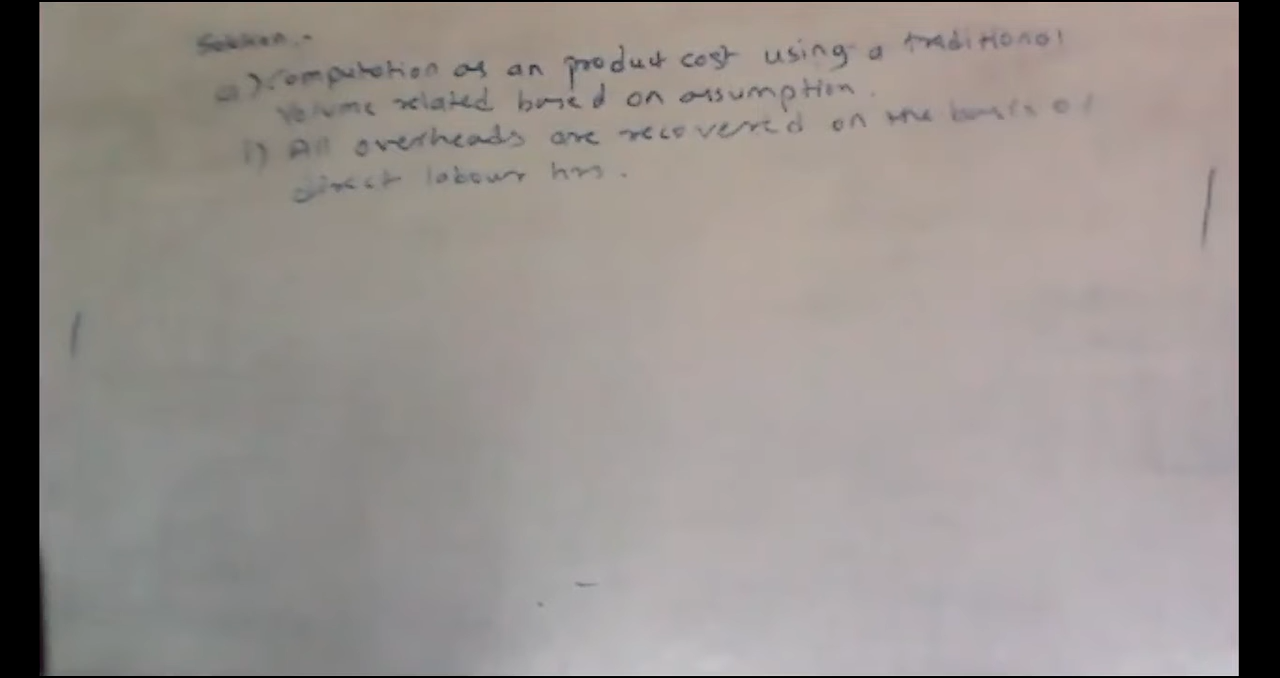 Solution:-
a) Computation as an product cost using a traditional
volume related based on assumption.
i) All overheads are recovered on the basis of
direct labour hrs.